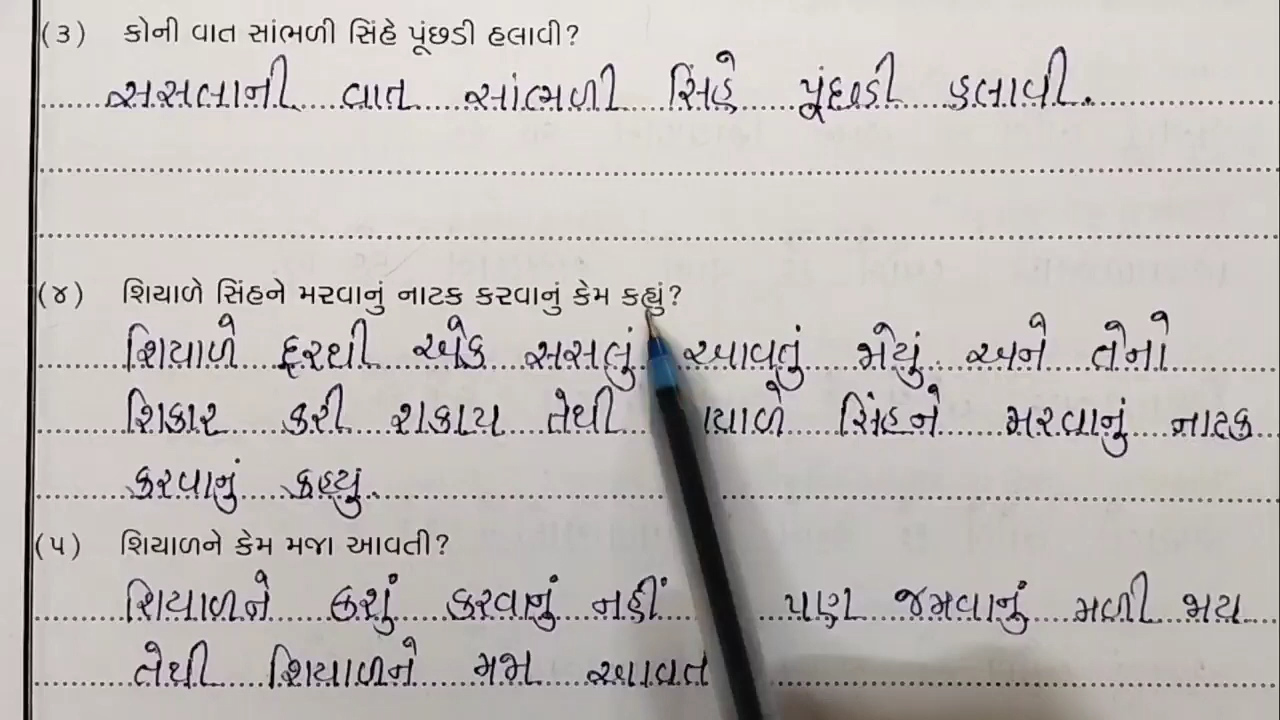 (૩) કોની વાત સાંભળી સિંહે પૂંછડી હલાવી?
સસલાની વાત સાંભળી સિંહે પૂંછડી હલાવી.
(૪) શિયાળે સિંહને મરવાનું નાટક કરવાનું કેમ કહ્યું?
શિયાળે દૂરથી એક સસલું આવતું જોયું. અને તેનો
શિકાર કરી શકાય તેથી સિંહને મરવાનું નાટક
કરવાનું કહ્યું.
(૫) શિયાળને કેમ મજા આવતી?
શિયાળને કશું કરવાનું નહીં પણ જમવાનું મળી જાય
તેથી શિયાળને મજા આવત